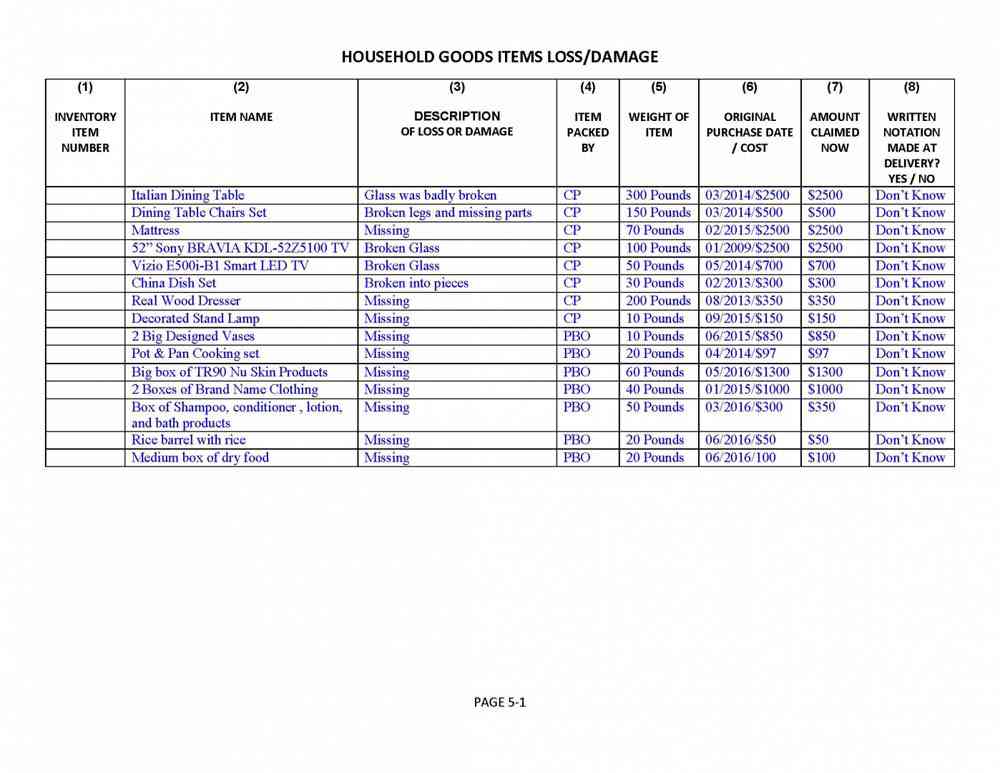 HOUSEHOLD GOODS ITEMS LOSS/DAMAGE
(1) (2) (3) (4) (5) (6) (7) (8)
INVENTORY ITEM NUMBER ITEM NAME DESCRIPTION OF LOSS OR DAMAGE ITEM PACKED BY WEIGHT OF ITEM ORIGINAL PURCHASE DATE / COST AMOUNT CLAIMED NOW WRITTEN NOTATION MADE AT DELIVERY? YES / NO
Italian Dining Table Glass was badly broken CP 300 Pounds 03/2014/$2500 $2500 Don't Know
Dining Table Chairs Set Broken legs and missing parts CP 150 Pounds 03/2014/$500 $500 Don't Know
Mattress Missing CP 70 Pounds 02/2015/$2500 $2500 Don't Know
52” Sony BRAVIA KDL-52Z5100 TV Broken Glass CP 100 Pounds 01/2009/$2500 $2500 Don't Know
Vizio E500i-B1 Smart LED TV Broken Glass CP 50 Pounds 05/2014/$700 $700 Don't Know
China Dish Set Broken into pieces CP 30 Pounds 02/2013/$300 $300 Don't Know
Real Wood Dresser Missing CP 200 Pounds 08/2013/$350 $350 Don't Know
Decorated Stand Lamp Missing CP 10 Pounds 09/2015/$150 $150 Don't Know
2 Big Designed Vases Missing PBO 10 Pounds 06/2015/$850 $850 Don't Know
Pot & Pan Cooking set Missing PBO 20 Pounds 04/2014/$97 $97 Don't Know
Big box of TR90 Nu Skin Products Missing PBO 60 Pounds 05/2016/$1300 $1300 Don't Know
2 Boxes of Brand Name Clothing Missing PBO 40 Pounds 01/2015/$1000 $1000 Don't Know
Box of Shampoo, conditioner , lotion, Missing PBO 50 Pounds 03/2016/$300 $350 Don't Know
and bath products
Rice barrel with rice Missing PBO 20 Pounds 06/2016/$50 $50 Don't Know
Medium box of dry food Missing PBO 20 Pounds 06/2016/100 $100 Don't Know
PAGE 5-1